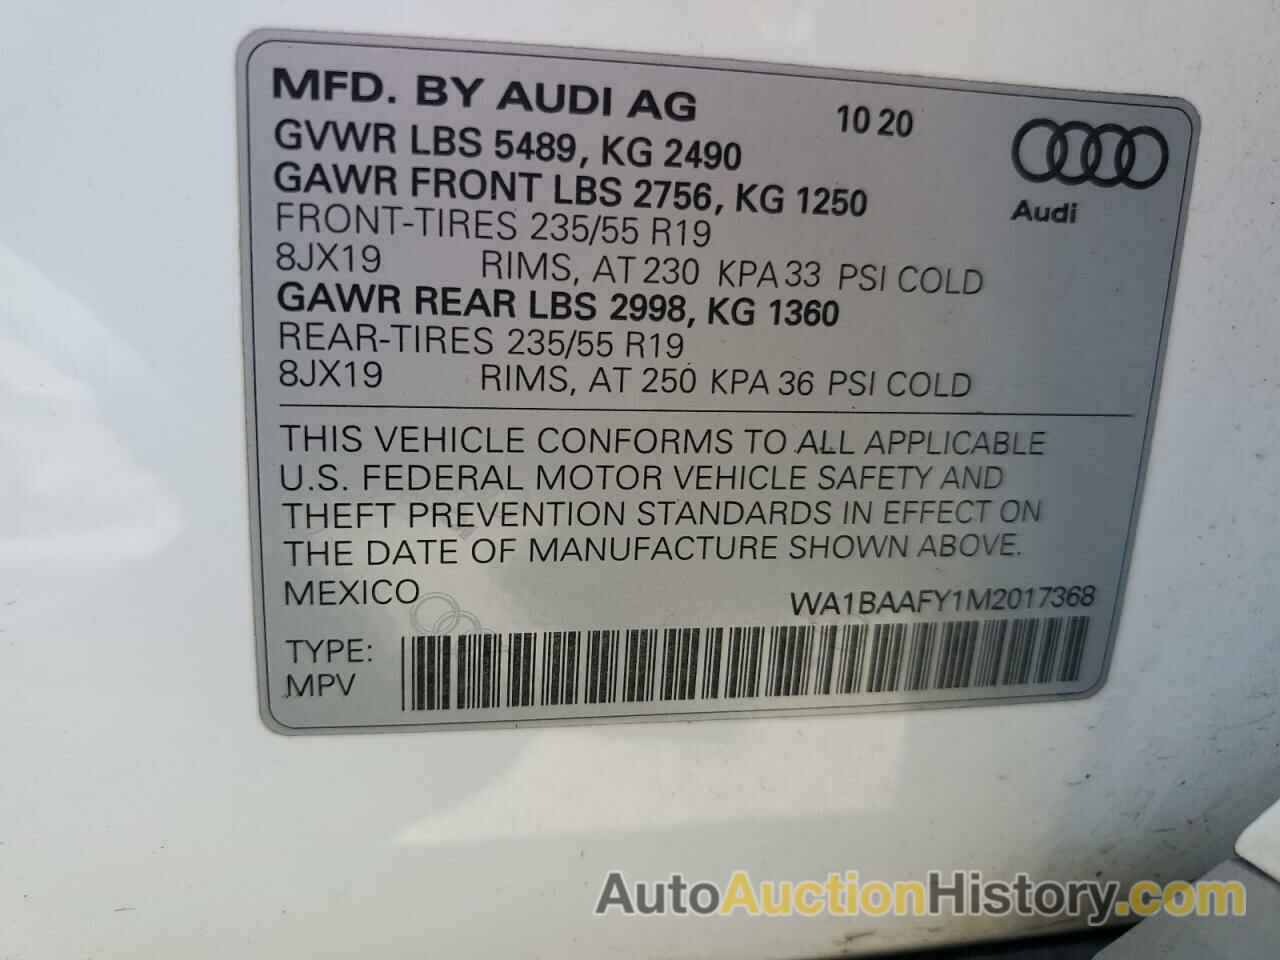 MFD. BY AUDI AG 10 20
GVWR LBS 5489, KG 2490
GAWR FRONT LBS 2756, KG 1250
Audi
FRONT-TIRES 235/55 R19
8JX19 RIMS, AT 230 KPA 33 PSI COLD
GAWR REAR LBS 2998, KG 1360
REAR-TIRES 235/55 R19
8JX19 RIMS, AT 250 KPA 36 PSI COLD
THIS VEHICLE CONFORMS TO ALL APPLICABLE
U.S. FEDERAL MOTOR VEHICLE SAFETY AND
THEFT PREVENTION STANDARDS IN EFFECT ON
THE DATE OF MANUFACTURE SHOWN ABOVE.
MEXICO WA1BAAFY1M2017368
TYPE:
MPV
AutoAuctionHistory.com